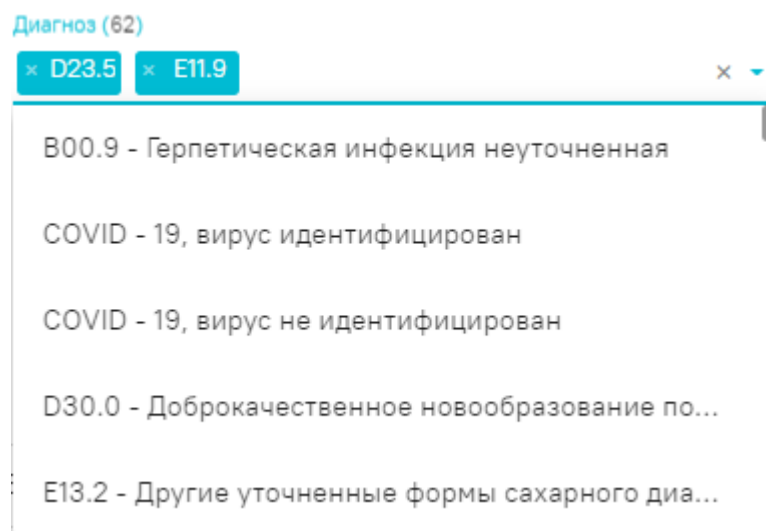 Диагноз (62)
× D23.5 × E11.9 ×
B00.9 - Герпетическая инфекция неуточненная
COVID - 19, вирус идентифицирован
COVID - 19, вирус не идентифицирован
D30.0 - Доброкачественное новообразование по...
E13.2 - Другие уточненные формы сахарного диа...